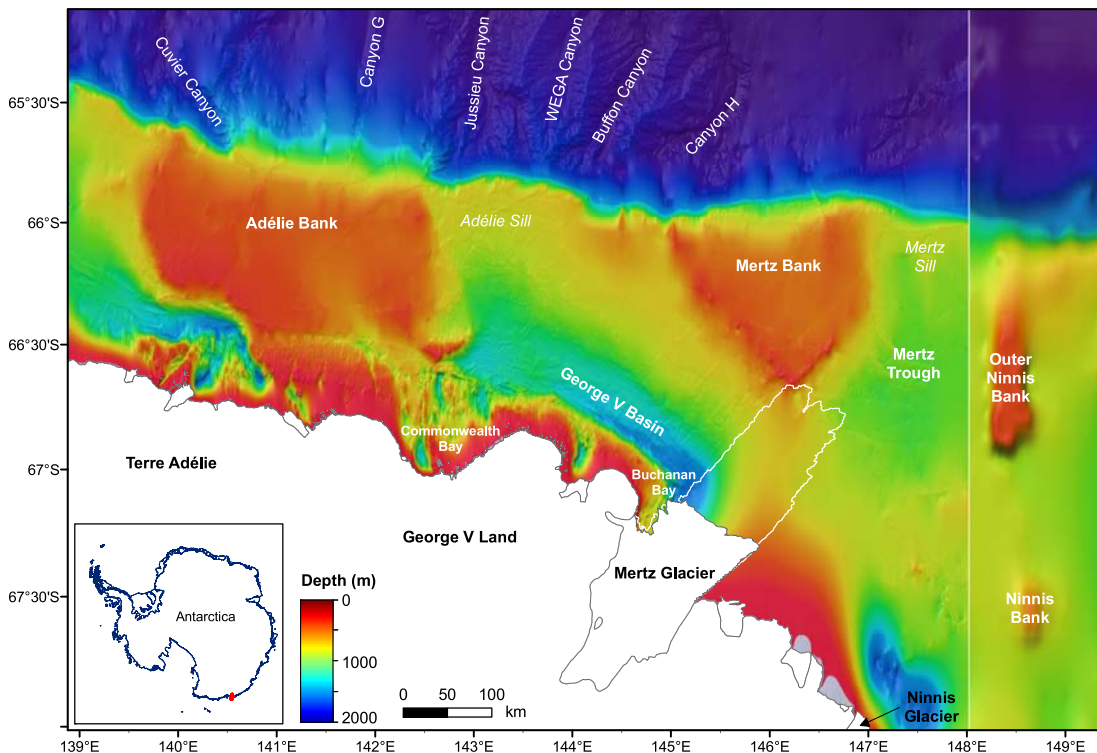 Cuvier Canyon
Canyon G
Jussieu Canyon
WEGA Canyon
Buffon Canyon
Canyon H
65°30'S
66°S
66°30'S
67°S
67°30'S
Adélie Bank
Adélie Sill
Mertz Bank
Mertz
Sill
Mertz
Trough
Outer
Ninnis
Bank
George V Basin
Commonwealth
Bay
Buchanan
Bay
Terre Adélie
George V Land
Mertz Glacier
Ninnis
Bank
Ninnis
Glacier
Antarctica
Depth (m)
0
1000
2000
0 50 100
km
139°E 140°E 141°E 142°E 143°E 144°E 145°E 146°E 147°E 148°E 149°E